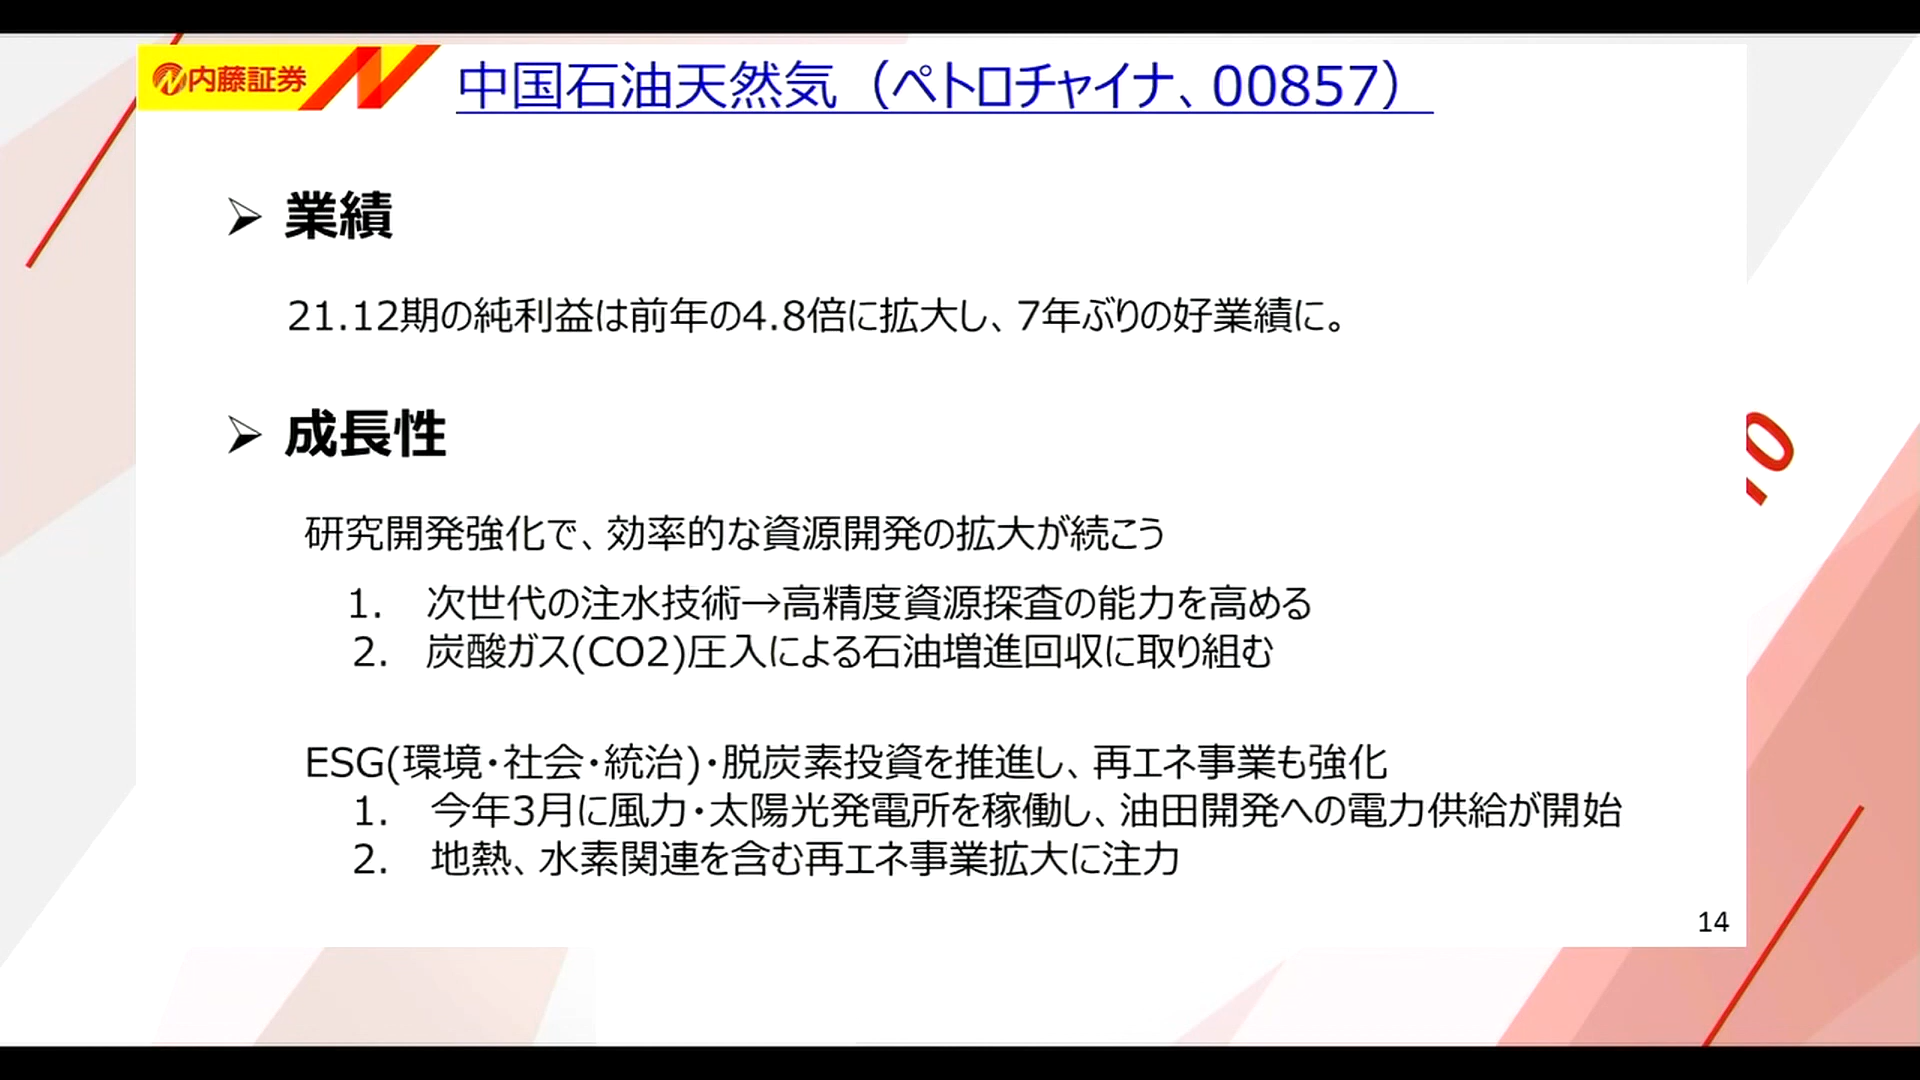 内藤証券
中国石油天然気（ペトロチャイナ、00857）
業績
21.12期の純利益は前年の4.8倍に拡大し、7年ぶりの好業績に。
成長性
研究開発強化で、効率的な資源開発の拡大が続こう
1. 次世代の注水技術→高精度資源探査の能力を高める
2. 炭酸ガス(CO2)圧入による石油増進回収に取り組む
ESG(環境・社会・統治)・脱炭素投資を推進し、再エネ事業も強化
1. 今年3月に風力・太陽光発電所を稼働し、油田開発への電力供給が開始
2. 地熱、水素関連を含む再エネ事業拡大に注力
14